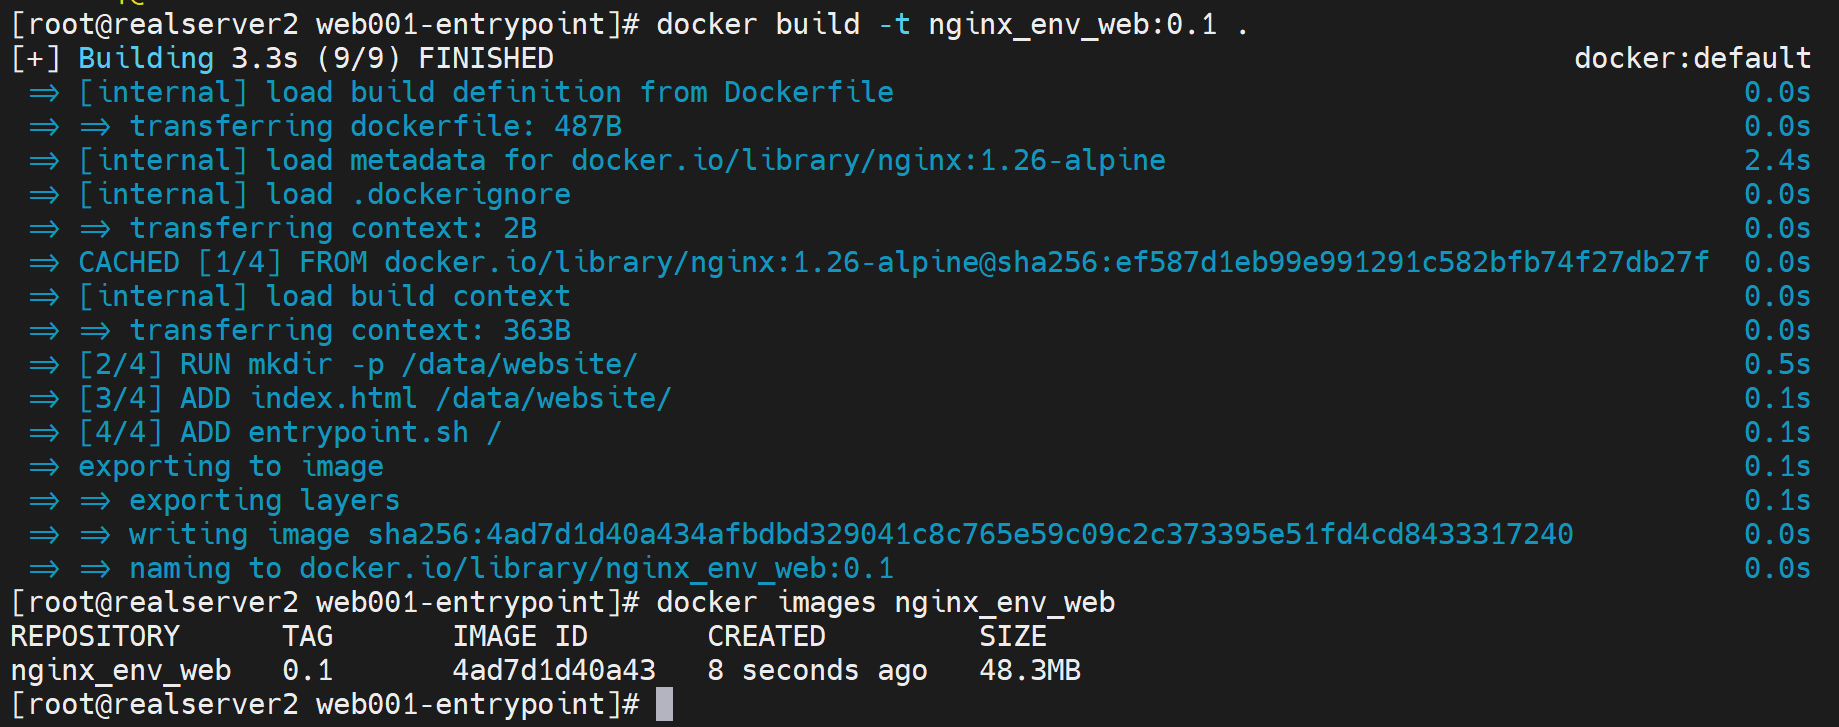 [root@realserver2 web001-entrypoint]# docker build -t nginx_env_web:0.1 .
[+] Building 3.3s (9/9) FINISHED docker:default
=> [internal] load build definition from Dockerfile 0.0s
=> => transferring dockerfile: 487B 0.0s
=> [internal] load metadata for docker.io/library/nginx:1.26-alpine 2.4s
=> [internal] load .dockerignore 0.0s
=> => transferring context: 2B 0.0s
=> CACHED [1/4] FROM docker.io/library/nginx:1.26-alpine@sha256:ef587d1eb99e991291c582bfb74f27db27f 0.0s
=> [internal] load build context 0.0s
=> => transferring context: 363B 0.0s
=> [2/4] RUN mkdir -p /data/website/ 0.5s
=> [3/4] ADD index.html /data/website/ 0.1s
=> [4/4] ADD entrypoint.sh / 0.1s
=> exporting to image 0.1s
=> => exporting layers 0.1s
=> => writing image sha256:4ad7d1d40a434afbdbd329041c8c765e59c09c2c373395e51fd4cd8433317240 0.0s
=> => naming to docker.io/library/nginx_env_web:0.1 0.0s
[root@realserver2 web001-entrypoint]# docker images nginx_env_web
REPOSITORY TAG IMAGE ID CREATED SIZE
nginx_env_web 0.1 4ad7d1d40a43 8 seconds ago 48.3MB
[root@realserver2 web001-entrypoint]#